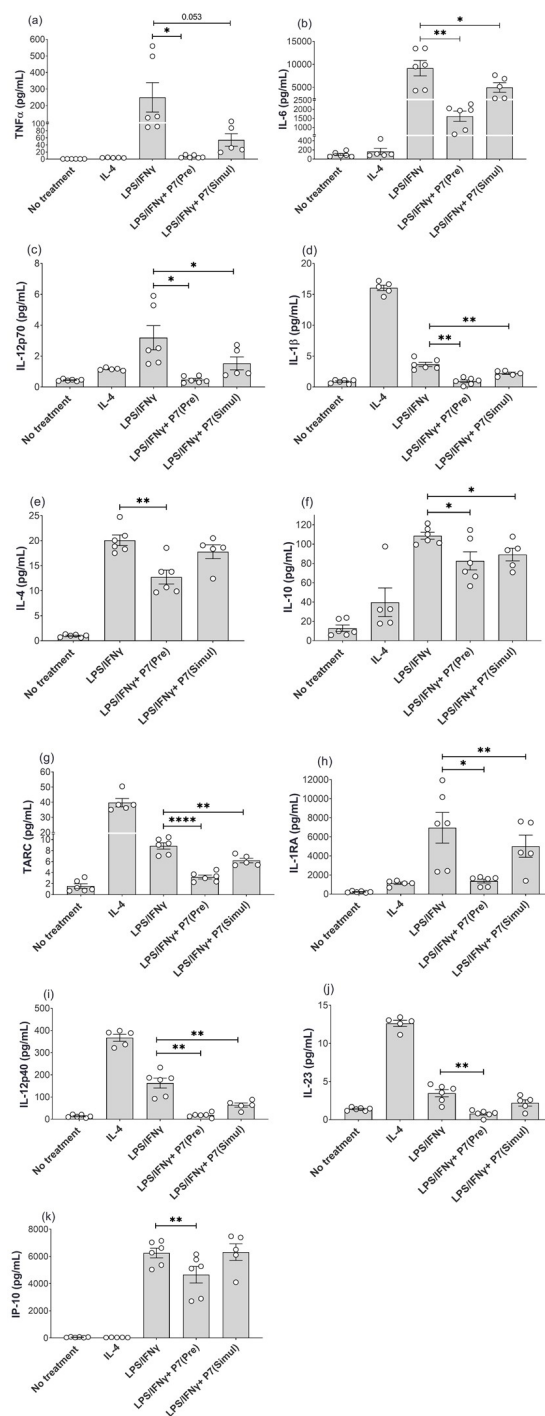 (a)
0.053
*
TNFα (pg/mL)
600
500
400
300
200
100
100
80
60
40
20
0
No treatment
IL-4
LPS/IFNγ
LPS/IFNγ+ P7(Pre)
LPS/IFNγ+ P7(Simul)
(b)
*
**
IL-6 (pg/mL)
15000
10000
5000
2500
2500
2000
1500
1000
400
200
0
No treatment
IL-4
LPS/IFNγ
LPS/IFNγ+ P7(Pre)
LPS/IFNγ+ P7(Simul)
(c)
*
*
IL-12p70 (pg/mL)
8
6
4
2
0
No treatment
IL-4
LPS/IFNγ
LPS/IFNγ+ P7(Pre)
LPS/IFNγ+ P7(Simul)
(d)
**
**
IL-1β (pg/mL)
20
15
10
5
0
No treatment
IL-4
LPS/IFNγ
LPS/IFNγ+ P7(Pre)
LPS/IFNγ+ P7(Simul)
(e)
**
IL-4 (pg/mL)
30
25
20
15
10
5
0
No treatment
LPS/IFNγ
LPS/IFNγ+ P7(Pre)
LPS/IFNγ+ P7(Simul)
(f)
*
*
IL-10 (pg/mL)
160
140
120
100
80
60
40
20
0
No treatment
IL-4
LPS/IFNγ
LPS/IFNγ+ P7(Pre)
LPS/IFNγ+ P7(Simul)
(g)
**
****
TARC (pg/mL)
60
50
40
30
20
10
8
6
4
2
0
No treatment
IL-4
LPS/IFNγ
LPS/IFNγ+ P7(Pre)
LPS/IFNγ+ P7(Simul)
(h)
**
*
IL-1RA (pg/mL)
12000
10000
8000
6000
4000
2000
0
No treatment
IL-4
LPS/IFNγ
LPS/IFNγ+ P7(Pre)
LPS/IFNγ+ P7(Simul)
(i)
**
**
IL-12p40 (pg/mL)
500
400
300
200
100
0
No treatment
IL-4
LPS/IFNγ
LPS/IFNγ+ P7(Pre)
LPS/IFNγ+ P7(Simul)
(j)
**
IL-23 (pg/mL)
15
10
5
0
No treatment
IL-4
LPS/IFNγ
LPS/IFNγ+ P7(Pre)
LPS/IFNγ+ P7(Simul)
(k)
**
IP-10 (pg/mL)
8000
6000
4000
2000
0
No treatment
IL-4
LPS/IFNγ
LPS/IFNγ+ P7(Pre)
LPS/IFNγ+ P7(Simul)